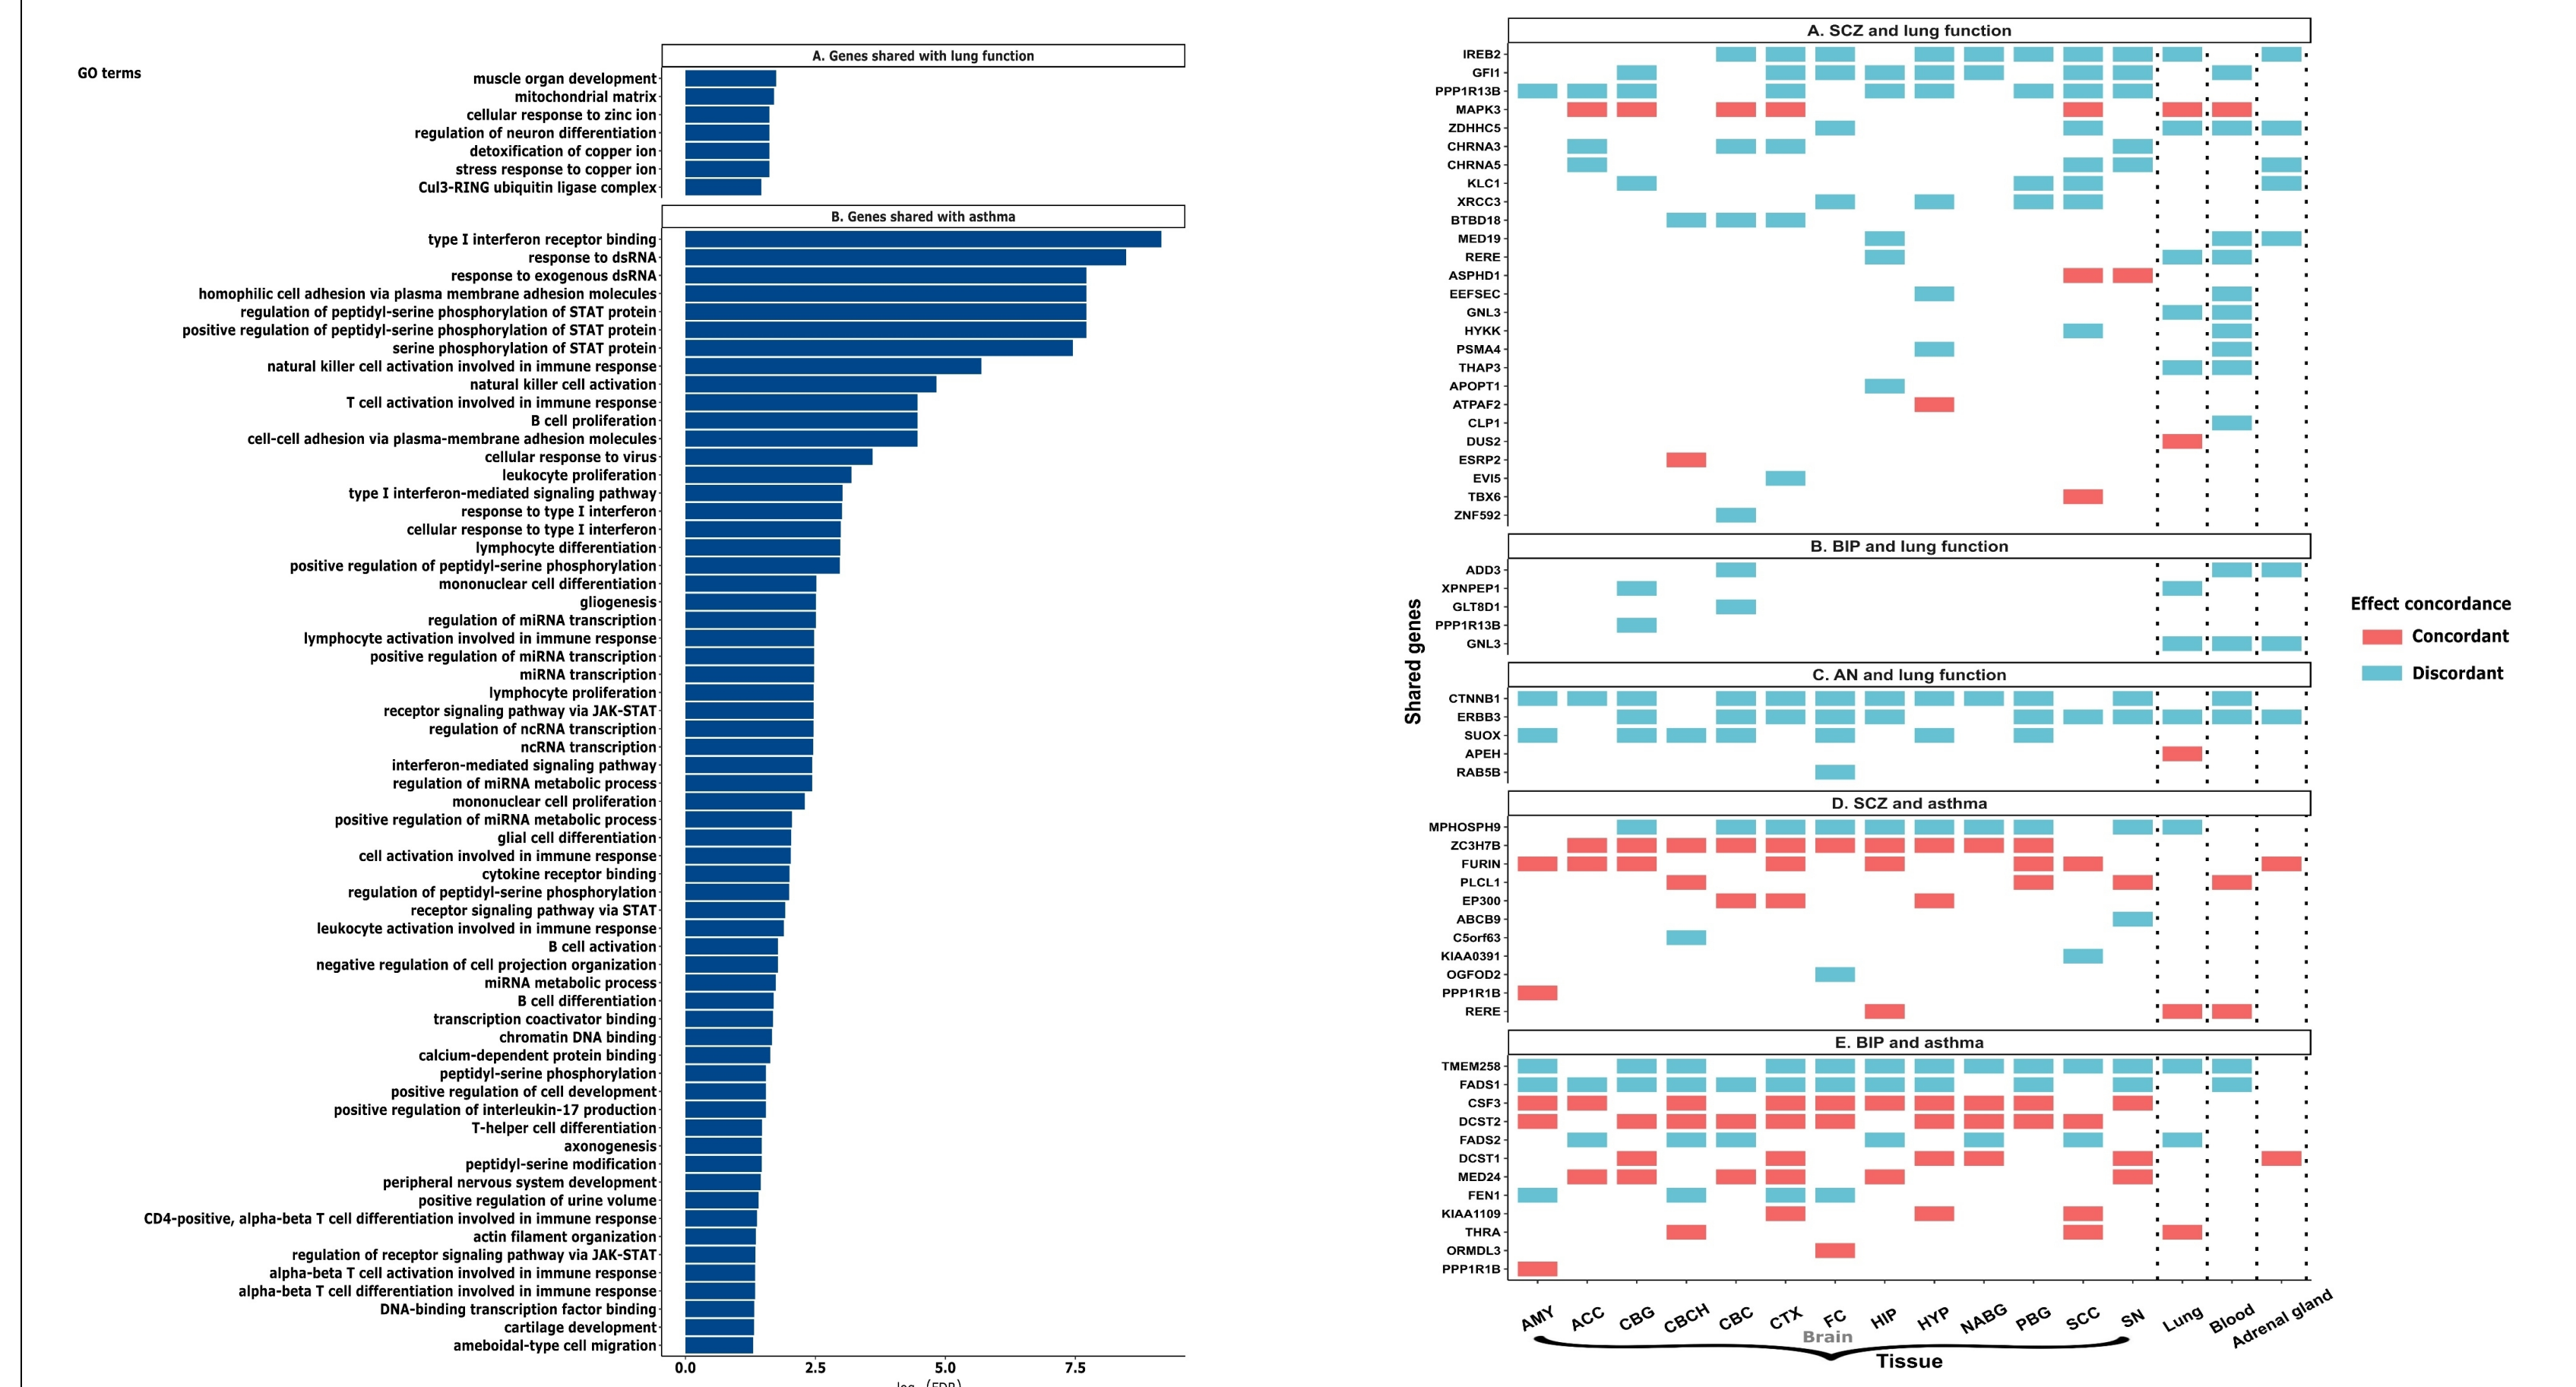 GO terms
A. Genes shared with lung function
muscle organ development
mitochondrial matrix
cellular response to zinc ion
regulation of neuron differentiation
detoxification of copper ion
stress response to copper ion
Cul3-RING ubiquitin ligase complex
B. Genes shared with asthma
type I interferon receptor binding
response to dsRNA
response to exogenous dsRNA
homophilic cell adhesion via plasma membrane adhesion molecules
regulation of peptidyl-serine phosphorylation of STAT protein
positive regulation of peptidyl-serine phosphorylation of STAT protein
serine phosphorylation of STAT protein
natural killer cell activation involved in immune response
natural killer cell activation
T cell activation involved in immune response
B cell proliferation
cell-cell adhesion via plasma-membrane adhesion molecules
cellular response to virus
leukocyte proliferation
type I interferon-mediated signaling pathway
response to type I interferon
cellular response to type I interferon
lymphocyte differentiation
positive regulation of peptidyl-serine phosphorylation
mononuclear cell differentiation
gliogenesis
regulation of miRNA transcription
lymphocyte activation involved in immune response
positive regulation of miRNA transcription
miRNA transcription
lymphocyte proliferation
receptor signaling pathway via JAK-STAT
regulation of ncRNA transcription
ncRNA transcription
interferon-mediated signaling pathway
regulation of miRNA metabolic process
mononuclear cell proliferation
positive regulation of miRNA metabolic process
glial cell differentiation
cell activation involved in immune response
cytokine receptor binding
regulation of peptidyl-serine phosphorylation
receptor signaling pathway via STAT
leukocyte activation involved in immune response
B cell activation
negative regulation of cell projection organization
miRNA metabolic process
B cell differentiation
transcription coactivator binding
chromatin DNA binding
calcium-dependent protein binding
peptidyl-serine phosphorylation
positive regulation of cell development
positive regulation of interleukin-17 production
T-helper cell differentiation
axonogenesis
peptidyl-serine modification
peripheral nervous system development
positive regulation of urine volume
CD4-positive, alpha-beta T cell differentiation involved in immune response
actin filament organization
regulation of receptor signaling pathway via JAK-STAT
alpha-beta T cell activation involved in immune response
alpha-beta T cell differentiation involved in immune response
DNA-binding transcription factor binding
cartilage development
ameboidal-type cell migration
0.0 2.5 5.0 7.5
Shared genes
A. SCZ and lung function
IREB2
GFI1
PPP1R13B
MAPK3
ZDHHC5
CHRNA3
CHRNA5
KLC1
XRCC3
BTBD18
MED19
RERE
ASPHD1
EEFSEC
GNL3
HYKK
PSMA4
THAP3
APOPT1
ATPAF2
CLP1
DUS2
ESRP2
EVI5
TBX6
ZNF592
B. BIP and lung function
ADD3
XPNPEP1
GLT8D1
PPP1R13B
GNL3
C. AN and lung function
CTNNB1
ERBB3
SUOX
APEH
RAB5B
D. SCZ and asthma
MPHOSPH9
ZC3H7B
FURIN
PLCL1
EP300
ABCB9
C5orf63
KIAA0391
OGFOD2
PPP1R1B
RERE
E. BIP and asthma
TMEM258
FADS1
CSF3
DCST2
FADS2
DCST1
MED24
FEN1
KIAA1109
THRA
ORMDL3
PPP1R1B
AMY ACC CBG CBCH CBC CTX FC HIP HYP NABG PBG SCC SN Lung Blood Adrenal gland
Brain
Tissue
Effect concordance
Concordant
Discordant